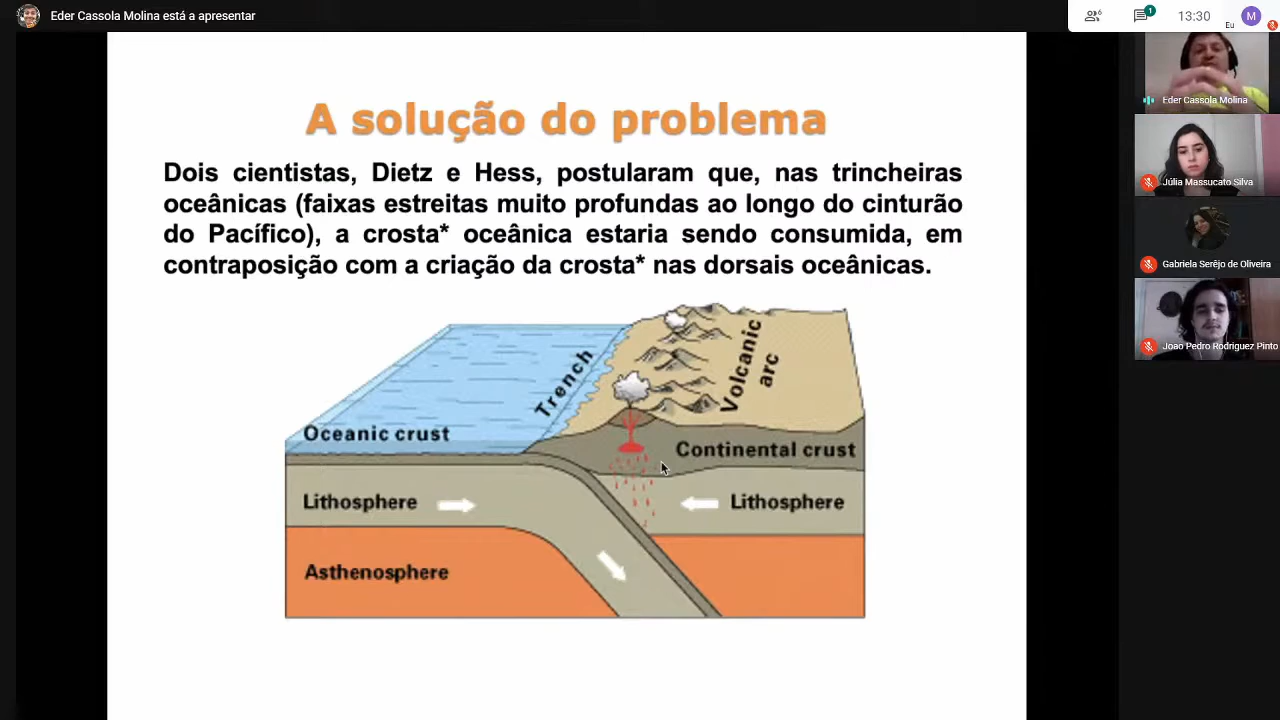 Eder Cassola Molina está a apresentar
6
1
13:30
Eu
M
A solução do problema
Dois cientistas, Dietz e Hess, postularam que, nas trincheiras
oceânicas (faixas estreitas muito profundas ao longo do cinturão
do Pacífico), a crosta* oceânica estaria sendo consumida, em
contraposição com a criação da crosta* nas dorsais oceânicas.
Trench
Volcanic
arc
Oceanic crust
Continental crust
Lithosphere
Lithosphere
Asthenosphere
Eder Cassola Molina
Júlia Massucato Silva
Gabriela Serêjo de Oliveira
Joao Pedro Rodriguez Pinto